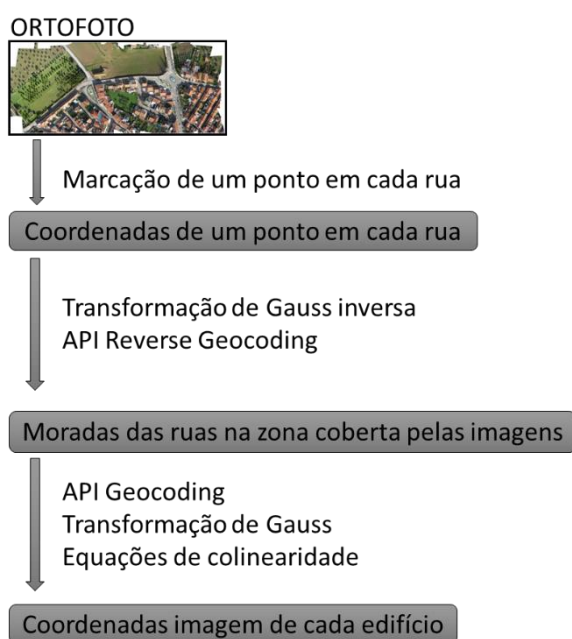 ORTOFOTO
Marcação de um ponto em cada rua
Coordenadas de um ponto em cada rua
Transformação de Gauss inversa
API Reverse Geocoding
Moradas das ruas na zona coberta pelas imagens
API Geocoding
Transformação de Gauss
Equações de colinearidade
Coordenadas imagem de cada edifício